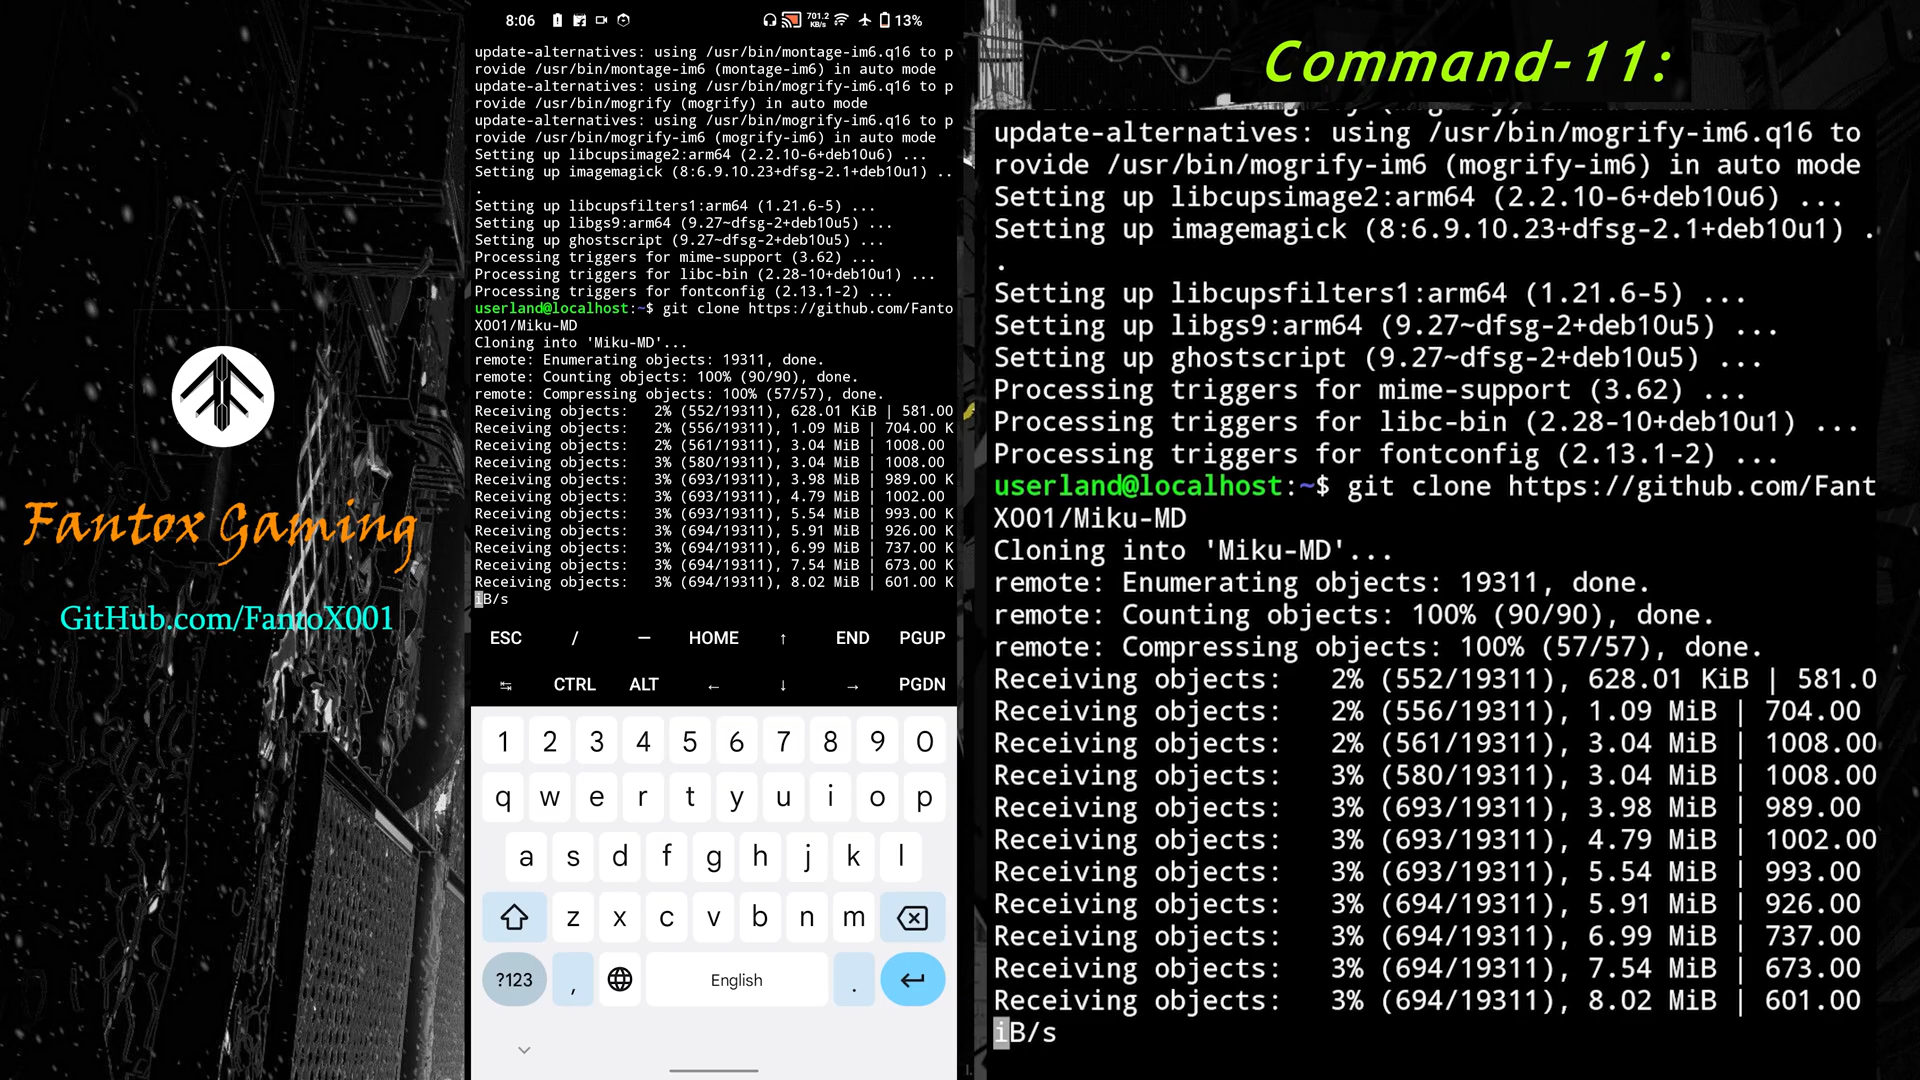 Fantox Gaming
GitHub.com/FantoX001
8:06
701.2
KB/s
13%
update-alternatives: using /usr/bin/montage-im6.q16 to p
rovide /usr/bin/montage-im6 (montage-im6) in auto mode
update-alternatives: using /usr/bin/mogrify-im6.q16 to p
rovide /usr/bin/mogrify (mogrify) in auto mode
update-alternatives: using /usr/bin/mogrify-im6.q16 to p
rovide /usr/bin/mogrify-im6 (mogrify-im6) in auto mode
Setting up libcupsimage2:arm64 (2.2.10-6+deb10u6) ...
Setting up imagemagick (8:6.9.10.23+dfsg-2.1+deb10u1) ..
.
Setting up libcupsfilters1:arm64 (1.21.6-5) ...
Setting up libgs9:arm64 (9.27~dfsg-2+deb10u5) ...
Setting up ghostscript (9.27~dfsg-2+deb10u5) ...
Processing triggers for mime-support (3.62) ...
Processing triggers for libc-bin (2.28-10+deb10u1) ...
Processing triggers for fontconfig (2.13.1-2) ...
userland@localhost:~$ git clone https://github.com/Fanto
X001/Miku-MD
Cloning into 'Miku-MD'...
remote: Enumerating objects: 19311, done.
remote: Counting objects: 100% (90/90), done.
remote: Compressing objects: 100% (57/57), done.
Receiving objects:   2% (552/19311), 628.01 KiB | 581.00
Receiving objects:   2% (556/19311), 1.09 MiB | 704.00 K
Receiving objects:   2% (561/19311), 3.04 MiB | 1008.00
Receiving objects:   3% (580/19311), 3.04 MiB | 1008.00
Receiving objects:   3% (693/19311), 3.98 MiB | 989.00 K
Receiving objects:   3% (693/19311), 4.79 MiB | 1002.00
Receiving objects:   3% (693/19311), 5.54 MiB | 993.00 K
Receiving objects:   3% (694/19311), 5.91 MiB | 926.00 K
Receiving objects:   3% (694/19311), 6.99 MiB | 737.00 K
Receiving objects:   3% (694/19311), 7.54 MiB | 673.00 K
Receiving objects:   3% (694/19311), 8.02 MiB | 601.00 K
iB/s
ESC / — HOME ↑ END PGUP
↹ CTRL ALT ← ↓ → PGDN
1 2 3 4 5 6 7 8 9 0
q w e r t y u i o p
a s d f g h j k l
z x c v b n m
?123 , English .
Command-11:
update-alternatives: using /usr/bin/mogrify-im6.q16 to
rovide /usr/bin/mogrify-im6 (mogrify-im6) in auto mode
Setting up libcupsimage2:arm64 (2.2.10-6+deb10u6) ...
Setting up imagemagick (8:6.9.10.23+dfsg-2.1+deb10u1) .
.
Setting up libcupsfilters1:arm64 (1.21.6-5) ...
Setting up libgs9:arm64 (9.27~dfsg-2+deb10u5) ...
Setting up ghostscript (9.27~dfsg-2+deb10u5) ...
Processing triggers for mime-support (3.62) ...
Processing triggers for libc-bin (2.28-10+deb10u1) ...
Processing triggers for fontconfig (2.13.1-2) ...
userland@localhost:~$ git clone https://github.com/Fant
X001/Miku-MD
Cloning into 'Miku-MD'...
remote: Enumerating objects: 19311, done.
remote: Counting objects: 100% (90/90), done.
remote: Compressing objects: 100% (57/57), done.
Receiving objects:   2% (552/19311), 628.01 KiB | 581.0
Receiving objects:   2% (556/19311), 1.09 MiB | 704.00
Receiving objects:   2% (561/19311), 3.04 MiB | 1008.00
Receiving objects:   3% (580/19311), 3.04 MiB | 1008.00
Receiving objects:   3% (693/19311), 3.98 MiB | 989.00
Receiving objects:   3% (693/19311), 4.79 MiB | 1002.00
Receiving objects:   3% (693/19311), 5.54 MiB | 993.00
Receiving objects:   3% (694/19311), 5.91 MiB | 926.00
Receiving objects:   3% (694/19311), 6.99 MiB | 737.00
Receiving objects:   3% (694/19311), 7.54 MiB | 673.00
Receiving objects:   3% (694/19311), 8.02 MiB | 601.00
iB/s